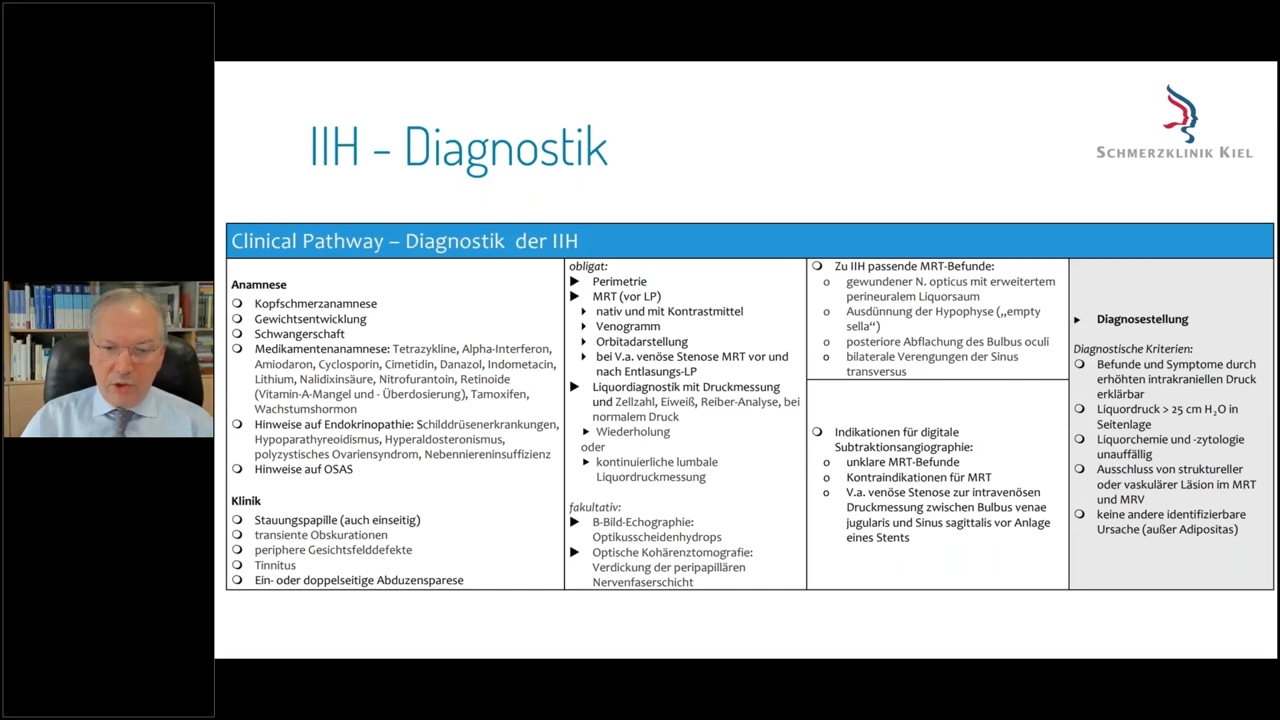 IIH – Diagnostik
SCHMERZKLINIK KIEL
Clinical Pathway – Diagnostik der IIH
Anamnese
Kopfschmerzanamnese
Gewichtsentwicklung
Schwangerschaft
Medikamentenanamnese: Tetrazykline, Alpha-Interferon,
Amiodaron, Cyclosporin, Cimetidin, Danazol, Indometacin,
Lithium, Nalidixinsäure, Nitrofurantoin, Retinoide
(Vitamin-A-Mangel und - Überdosierung), Tamoxifen,
Wachstumshormon
Hinweise auf Endokrinopathie: Schilddrüsenerkrankungen,
Hypoparathyreoidismus, Hyperaldosteronismus,
polyzystisches Ovariensyndrom, Nebenniereninsuffizienz
Hinweise auf OSAS
Klinik
Stauungspapille (auch einseitig)
transiente Obskurationen
periphere Gesichtsfelddefekte
Tinnitus
Ein- oder doppelseitige Abduzensparese
obligat:
Perimetrie
MRT (vor LP)
nativ und mit Kontrastmittel
Venogramm
Orbitadarstellung
bei V.a. venöse Stenose MRT vor und
nach Entlasungs-LP
Liquordiagnostik mit Druckmessung
und Zellzahl, Eiweiß, Reiber-Analyse, bei
normalem Druck
Wiederholung
oder
kontinuierliche lumbale
Liquordruckmessung
fakultativ:
B-Bild-Echographie:
Optikusscheidenhydrops
Optische Kohärenztomografie:
Verdickung der peripapillären
Nervenfaserschicht
Zu IIH passende MRT-Befunde:
gewundener N. opticus mit erweitertem
perineuralem Liquorsaum
Ausdünnung der Hypophyse („empty
sella“)
posteriore Abflachung des Bulbus oculi
bilaterale Verengungen der Sinus
transversus
Indikationen für digitale
Subtraktionsangiographie:
unklare MRT-Befunde
Kontraindikationen für MRT
V.a. venöse Stenose zur intravenösen
Druckmessung zwischen Bulbus venae
jugularis und Sinus sagittalis vor Anlage
eines Stents
Diagnosestellung
Diagnostische Kriterien:
Befunde und Symptome durch
erhöhten intrakraniellen Druck
erklärbar
Liquordruck > 25 cm H₂O in
Seitenlage
Liquorchemie und -zytologie
unauffällig
Ausschluss von struktureller
oder vaskulärer Läsion im MRT
und MRV
keine andere identifizierbare
Ursache (außer Adipositas)